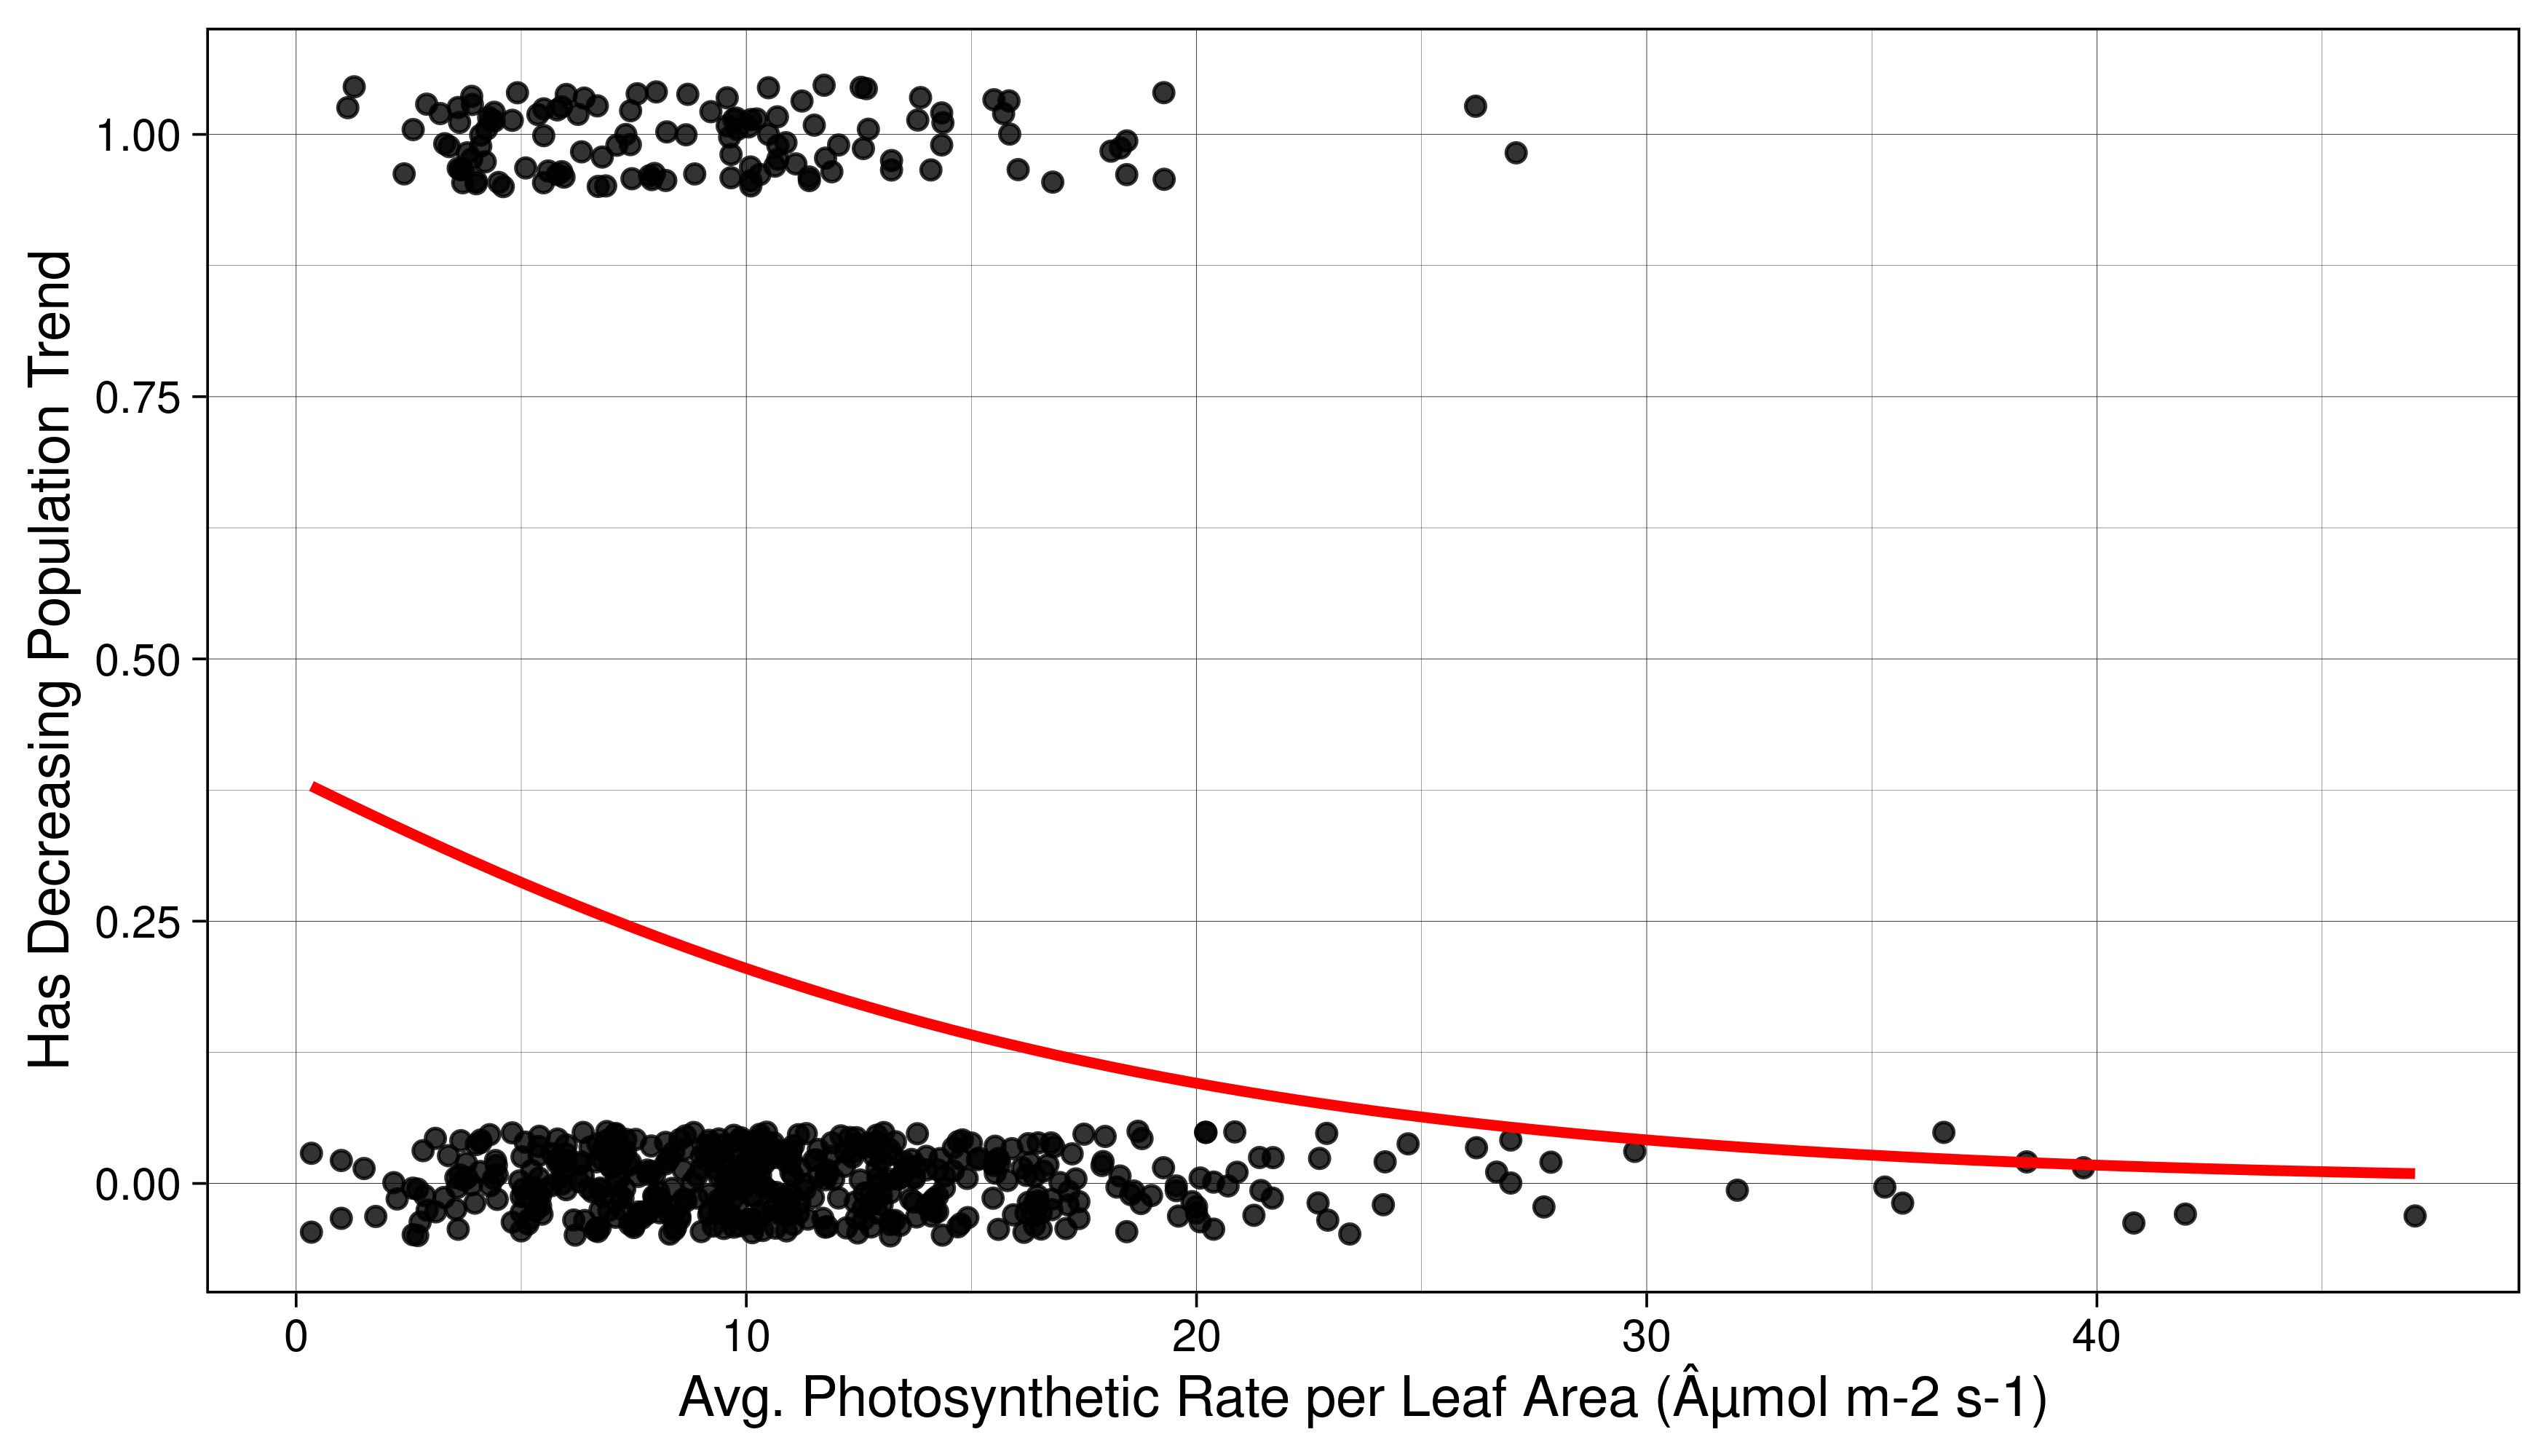 Has Decreasing Population Trend
1.00
0.75
0.50
0.25
0.00
0 10 20 30 40
Avg. Photosynthetic Rate per Leaf Area (Âµmol m-2 s-1)